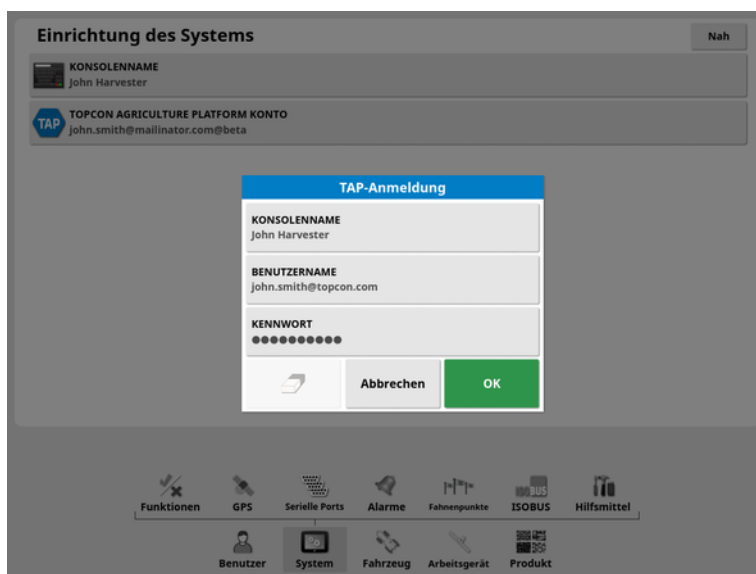 Einrichtung des Systems
Nah
KONSOLENNAME
John Harvester
TAP
TOPCON AGRICULTURE PLATFORM KONTO
john.smith@mailinator.com@beta
TAP-Anmeldung
KONSOLENNAME
John Harvester
BENUTZERNAME
john.smith@topcon.com
KENNWORT
●●●●●●●●●●
Abbrechen
OK
ISOBUS
Funktionen GPS Serielle Ports Alarme Fahnenpunkte ISOBUS Hilfsmittel
Benutzer System Fahrzeug Arbeitsgerät Produkt